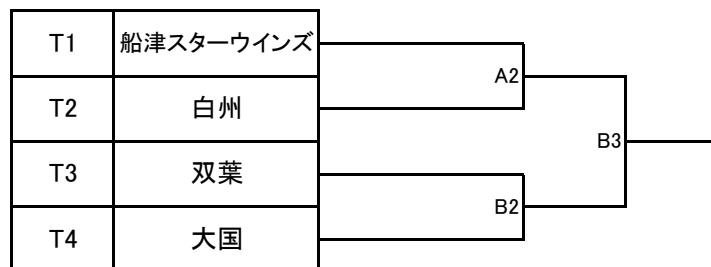 T1 船津スターウインズ
A2
T2 白州
B3
T3 双葉
B2
T4 大国